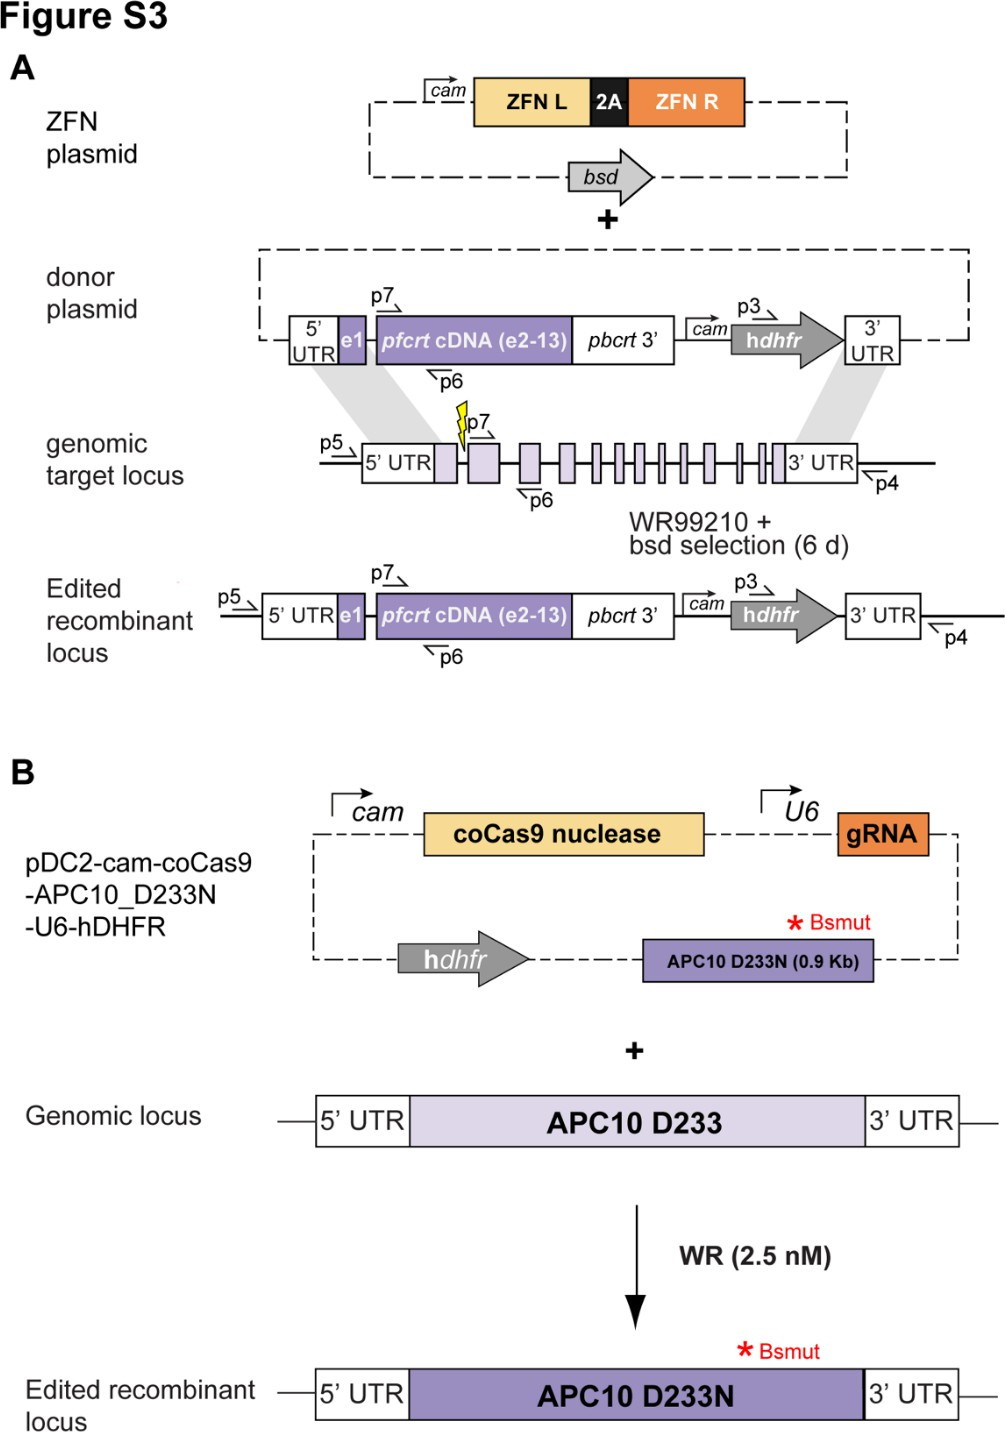 Figure S3
A
ZFN
plasmid
cam
ZFN L
2A
ZFN R
bsd
+
donor
plasmid
5’
UTR
e1
p7
pfcrt cDNA (e2-13)
p6
pbcrt 3’
cam
p3
hdhfr
3’
UTR
genomic
target locus
p5
5’ UTR
p7
p6
3’ UTR
p4
WR99210 +
bsd selection (6 d)
Edited
recombinant
locus
p5
5’ UTR
e1
p7
pfcrt cDNA (e2-13)
p6
pbcrt 3’
cam
p3
hdhfr
3’ UTR
p4
B
pDC2-cam-coCas9
-APC10_D233N
-U6-hDHFR
cam
coCas9 nuclease
U6
gRNA
hdhfr
* Bsmut
APC10 D233N (0.9 Kb)
+
Genomic locus
5’ UTR
APC10 D233
3’ UTR
WR (2.5 nM)
* Bsmut
Edited recombinant
locus
5’ UTR
APC10 D233N
3’ UTR